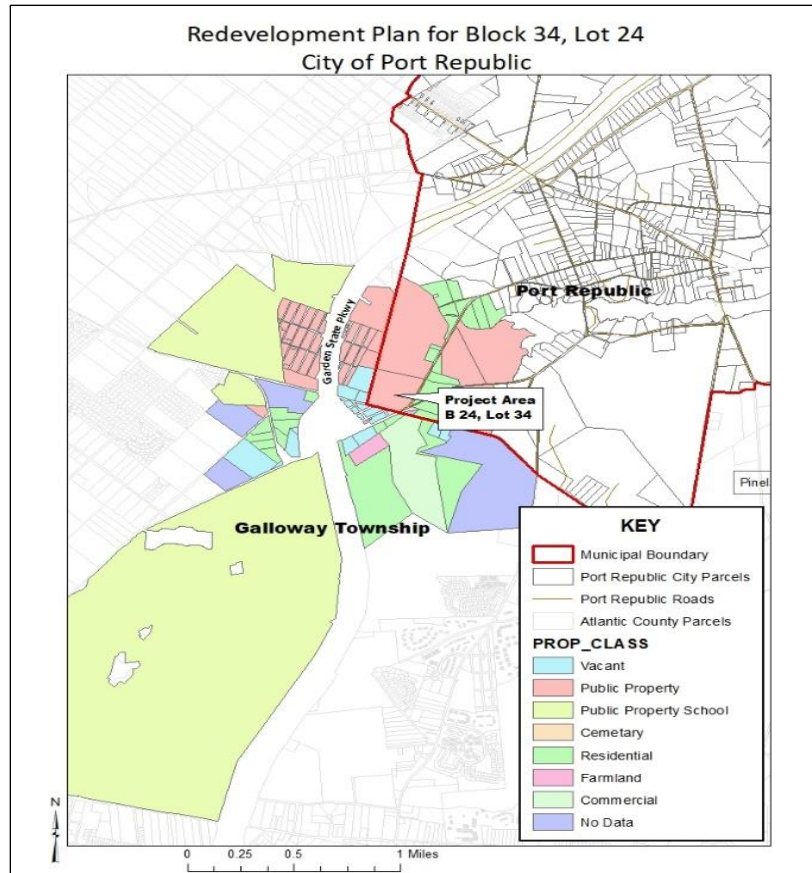 Redevelopment Plan for Block 34, Lot 24
City of Port Republic
Garden State Pkwy
Port Republic
Project Area
B 24, Lot 34
Pinel
Galloway Township
KEY
Municipal Boundary
Port Republic City Parcels
Port Republic Roads
Atlantic County Parcels
PROP_CLASS
Vacant
Public Property
Public Property School
Cemetary
Residential
Farmland
Commercial
No Data
N
0 0.25 0.5 1 Miles